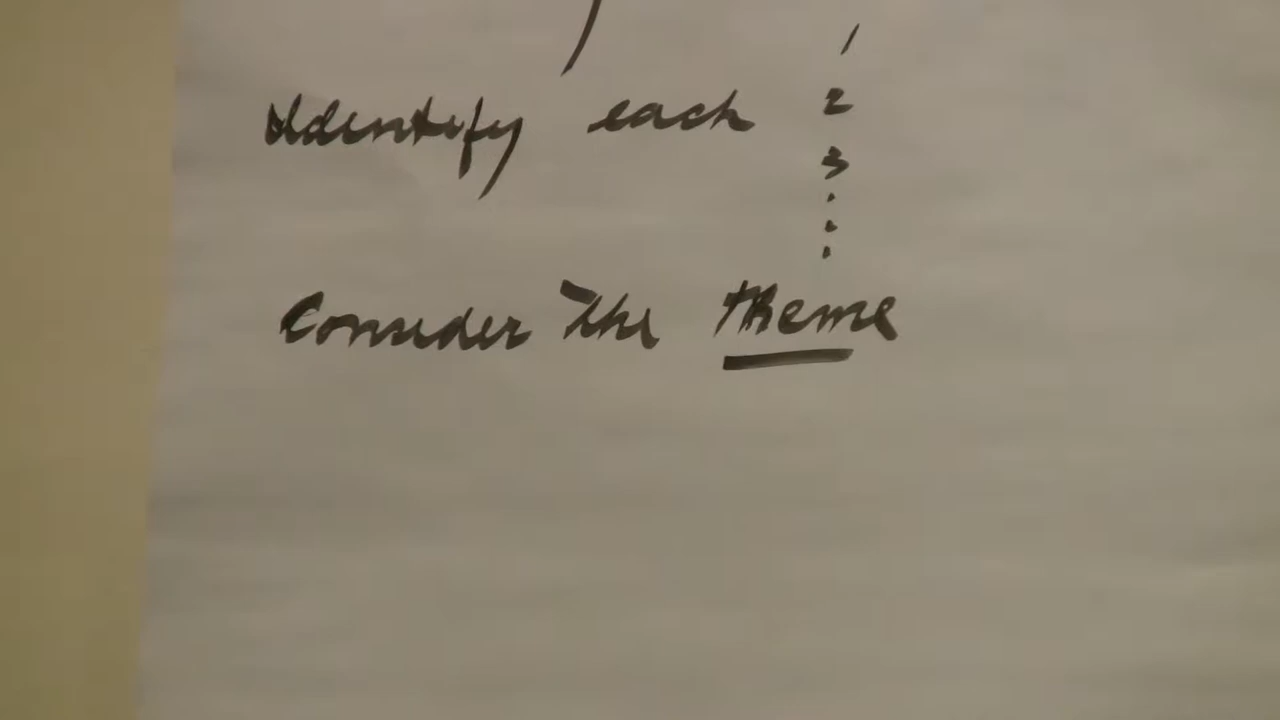 1
Identify each 2
3
.
.
.
Consider the theme